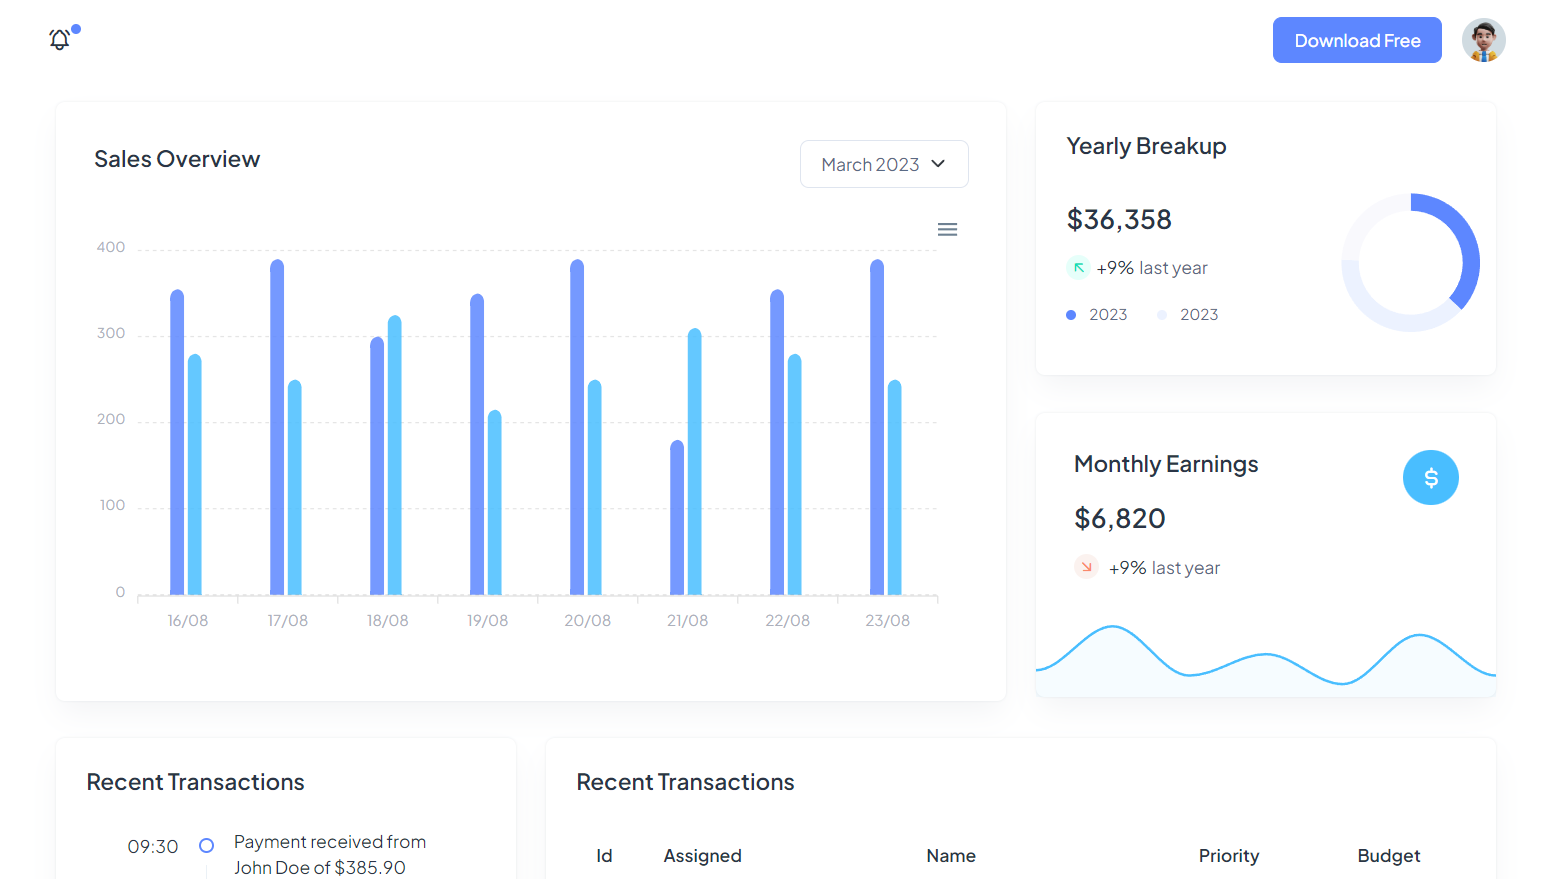 Download Free
Sales Overview
March 2023
400
300
200
100
0
16/08 17/08 18/08 19/08 20/08 21/08 22/08 23/08
Yearly Breakup
$36,358
+9% last year
2023 2023
Monthly Earnings
$
$6,820
+9% last year
Recent Transactions
09:30 Payment received from
John Doe of $385.90
Recent Transactions
Id Assigned Name Priority Budget